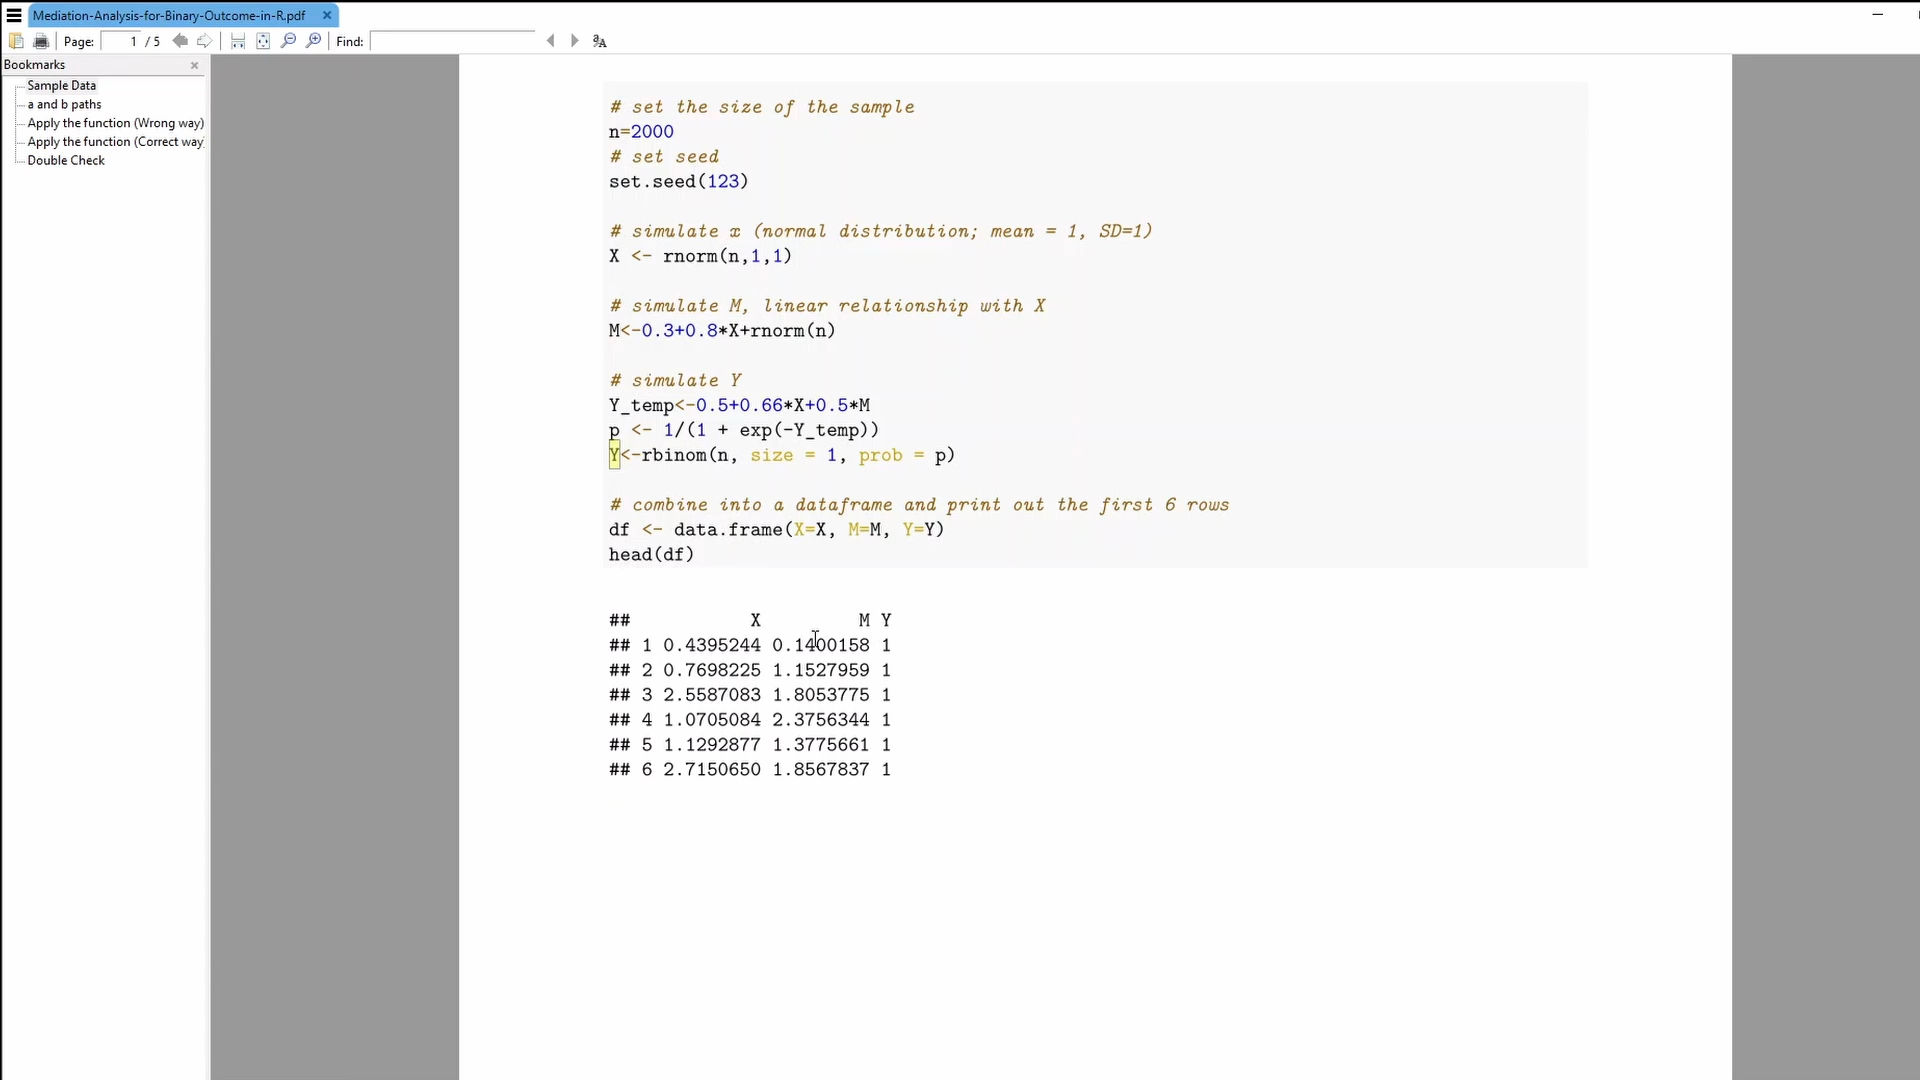 Mediation-Analysis-for-Binary-Outcome-in-R.pdf
Page: 1 / 5 Find:
Bookmarks
Sample Data
a and b paths
Apply the function (Wrong way)
Apply the function (Correct way
Double Check
# set the size of the sample
n=2000
# set seed
set.seed(123)
# simulate x (normal distribution; mean = 1, SD=1)
X <- rnorm(n,1,1)
# simulate M, linear relationship with X
M<-0.3+0.8*X+rnorm(n)
# simulate Y
Y_temp<-0.5+0.66*X+0.5*M
p <- 1/(1 + exp(-Y_temp))
Y<-rbinom(n, size = 1, prob = p)
# combine into a dataframe and print out the first 6 rows
df <- data.frame(X=X, M=M, Y=Y)
head(df)
## X M Y
## 1 0.4395244 0.1400158 1
## 2 0.7698225 1.1527959 1
## 3 2.5587083 1.8053775 1
## 4 1.0705084 2.3756344 1
## 5 1.1292877 1.3775661 1
## 6 2.7150650 1.8567837 1